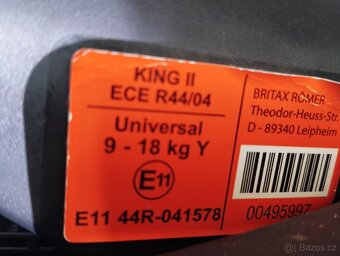 KING II
ECE R44/04
Universal
9 - 18 kg Y
E11
E11 44R-041578
BRITAX RÖMER
Theodor-Heuss-Str.
D - 89340 Leipheim
00495997
Bazos.cz